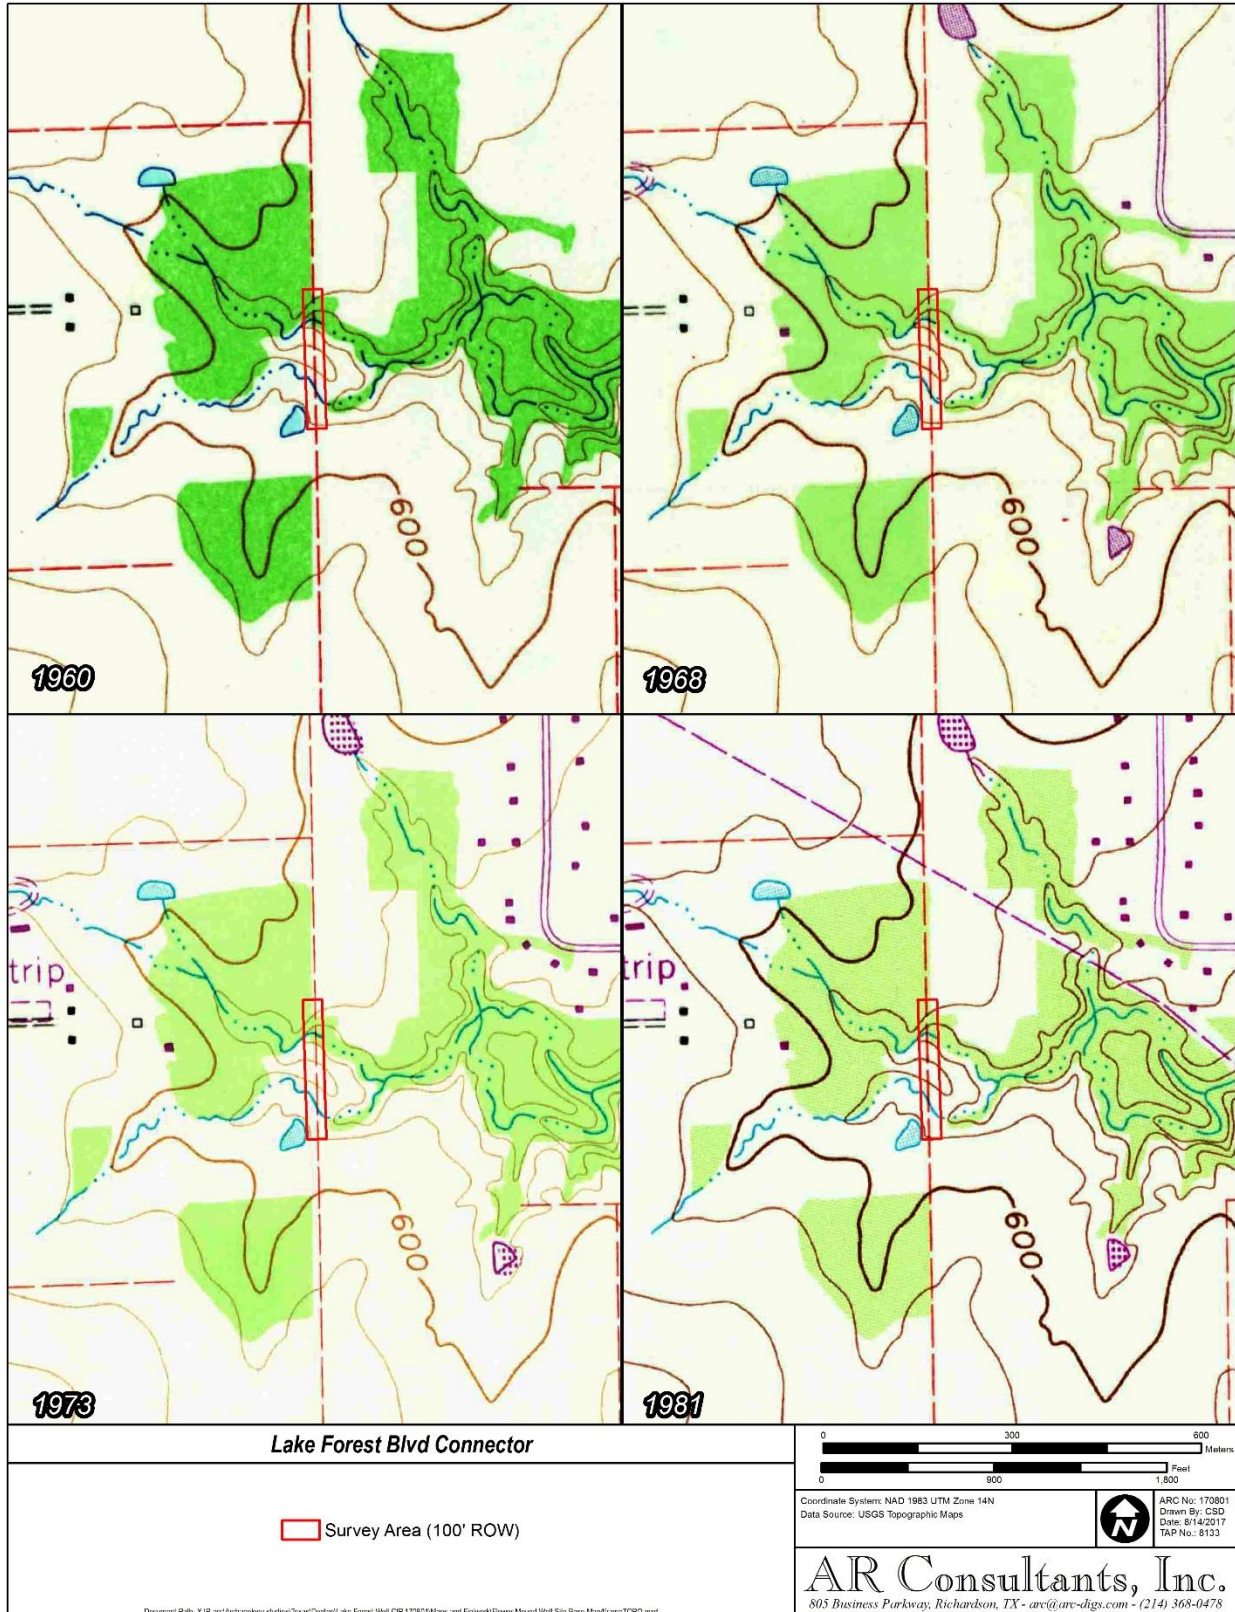 600
600
1960
1968
trip
trip
600
600
1973
1981
Lake Forest Blvd Connector
Survey Area (100' ROW)
0 300 600
Meters
Feet
0 900 1,800
Coordinate System: NAD 1983 UTM Zone 14N
Data Source: USGS Topographic Maps
N
ARC No: 170801
Drawn By: CSD
Date: 8/14/2017
TAP No.: 8133
AR Consultants, Inc.
805 Business Parkway, Richardson, TX - arc@arc-digs.com - (214) 368-0478